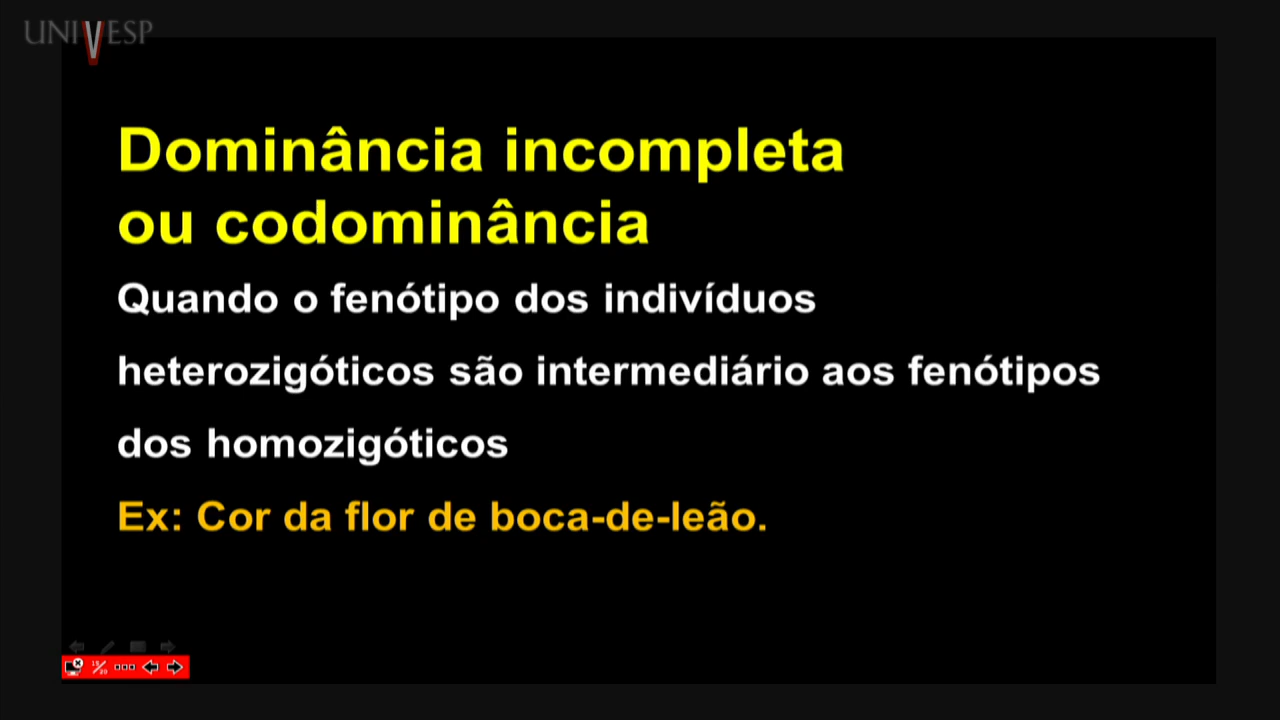 UNIVESP
Dominância incompleta
ou codominância
Quando o fenótipo dos indivíduos
heterozigóticos são intermediário aos fenótipos
dos homozigóticos
Ex: Cor da flor de boca-de-leão.